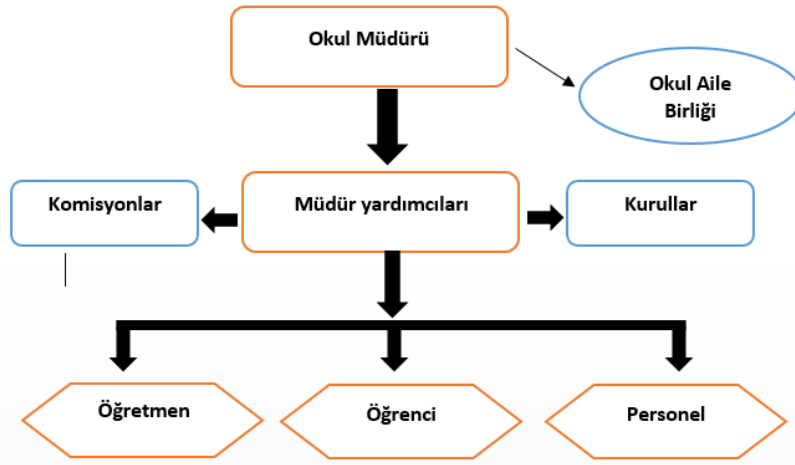 Okul Müdürü
Okul Aile
Birliği
Komisyonlar
Müdür yardımcıları
Kurullar
Öğretmen
Öğrenci
Personel